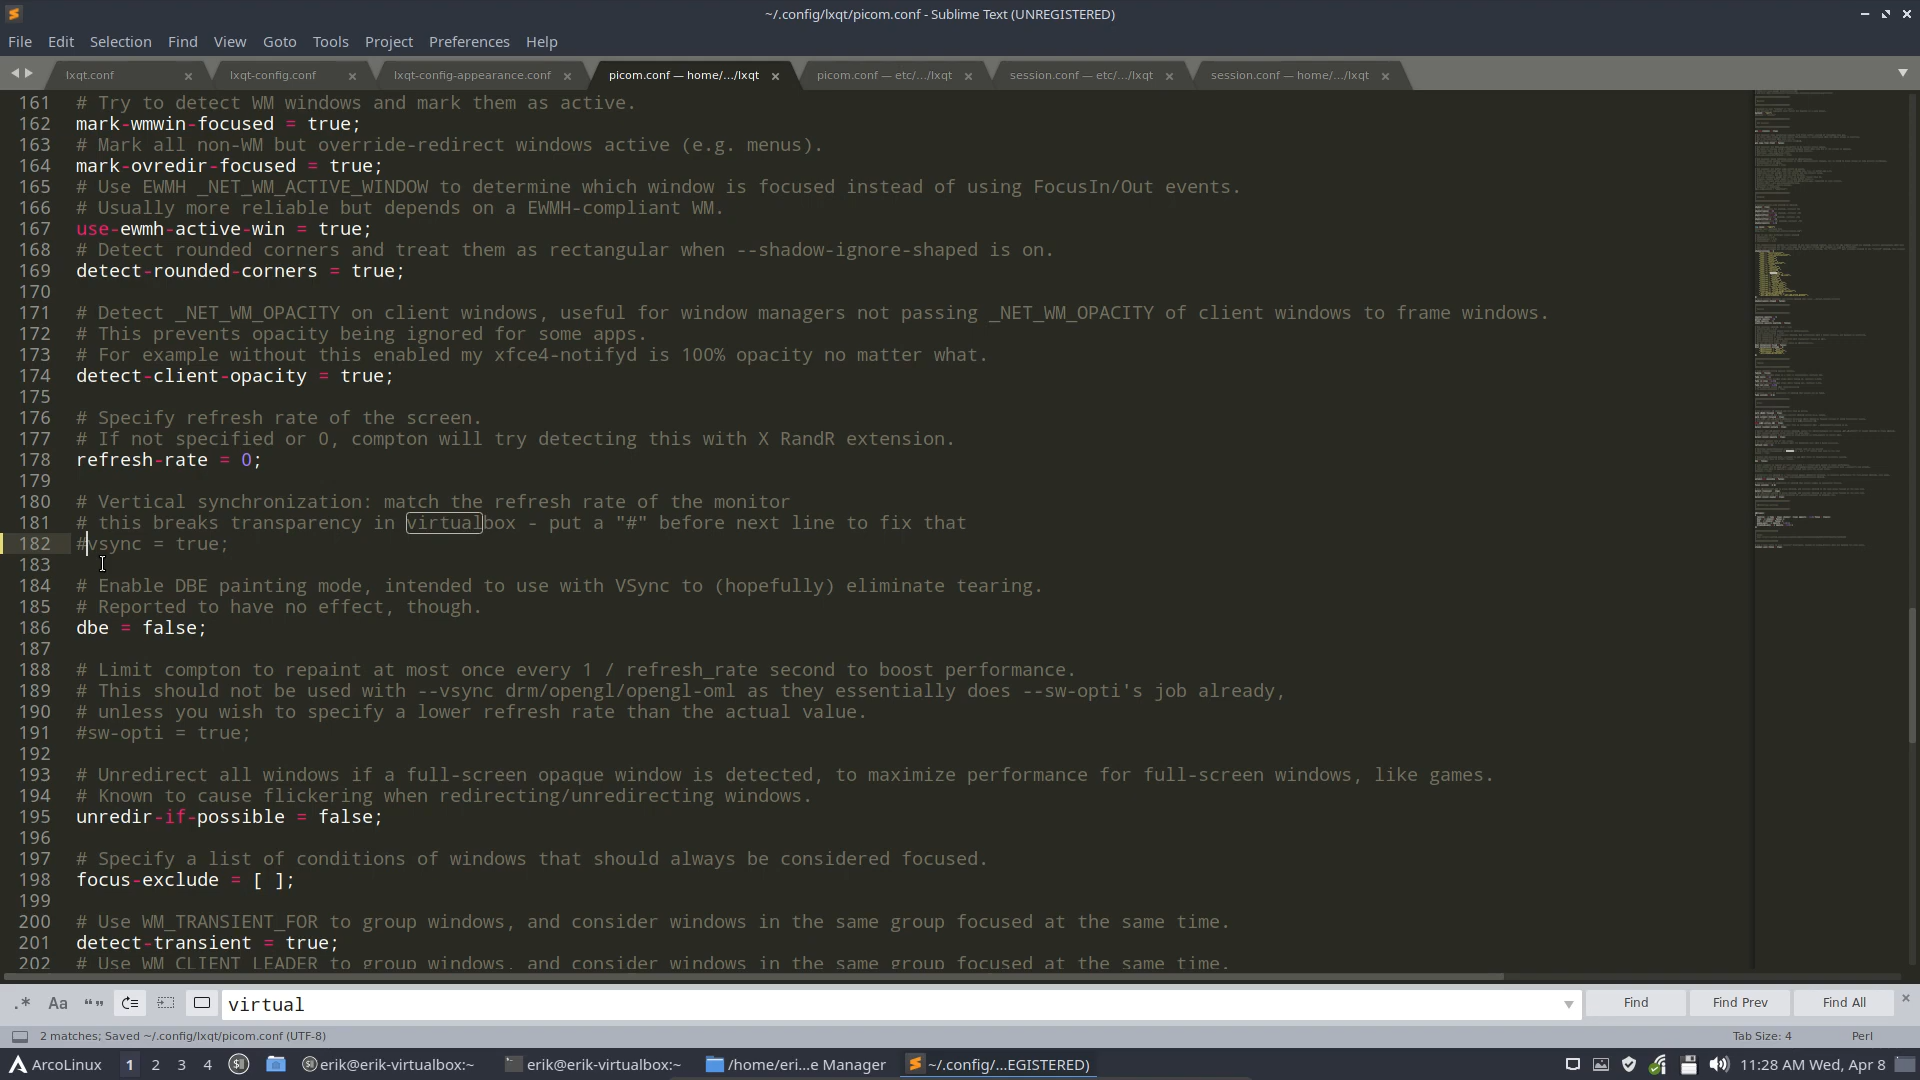 ~/.config/lxqt/picom.conf - Sublime Text (UNREGISTERED)
File Edit Selection Find View Goto Tools Project Preferences Help
lxqt.conf lxqt-config.conf lxqt-config-appearance.conf picom.conf — home/.../lxqt picom.conf — etc/.../lxqt session.conf — etc/.../lxqt session.conf — home/.../lxqt
161 # Try to detect WM windows and mark them as active.
162 mark-wmwin-focused = true;
163 # Mark all non-WM but override-redirect windows active (e.g. menus).
164 mark-ovredir-focused = true;
165 # Use EWMH _NET_WM_ACTIVE_WINDOW to determine which window is focused instead of using FocusIn/Out events.
166 # Usually more reliable but depends on a EWMH-compliant WM.
167 use-ewmh-active-win = true;
168 # Detect rounded corners and treat them as rectangular when --shadow-ignore-shaped is on.
169 detect-rounded-corners = true;
170
171 # Detect _NET_WM_OPACITY on client windows, useful for window managers not passing _NET_WM_OPACITY of client windows to frame windows.
172 # This prevents opacity being ignored for some apps.
173 # For example without this enabled my xfce4-notifyd is 100% opacity no matter what.
174 detect-client-opacity = true;
175
176 # Specify refresh rate of the screen.
177 # If not specified or 0, compton will try detecting this with X RandR extension.
178 refresh-rate = 0;
179
180 # Vertical synchronization: match the refresh rate of the monitor
181 # this breaks transparency in virtualbox - put a "#" before next line to fix that
182 #vsync = true;
183
184 # Enable DBE painting mode, intended to use with VSync to (hopefully) eliminate tearing.
185 # Reported to have no effect, though.
186 dbe = false;
187
188 # Limit compton to repaint at most once every 1 / refresh_rate second to boost performance.
189 # This should not be used with --vsync drm/opengl/opengl-oml as they essentially does --sw-opti's job already,
190 # unless you wish to specify a lower refresh rate than the actual value.
191 #sw-opti = true;
192
193 # Unredirect all windows if a full-screen opaque window is detected, to maximize performance for full-screen windows, like games.
194 # Known to cause flickering when redirecting/unredirecting windows.
195 unredir-if-possible = false;
196
197 # Specify a list of conditions of windows that should always be considered focused.
198 focus-exclude = [ ];
199
200 # Use WM_TRANSIENT_FOR to group windows, and consider windows in the same group focused at the same time.
201 detect-transient = true;
202 # Use WM_CLIENT_LEADER to group windows, and consider windows in the same group focused at the same time.
.* Aa “” virtual Find Find Prev Find All
2 matches; Saved ~/.config/lxqt/picom.conf (UTF-8) Tab Size: 4 Perl
ArcoLinux 1 2 3 4 erik@erik-virtualbox:~ erik@erik-virtualbox:~ /home/eri...e Manager ~/.config/...EGISTERED) 11:28 AM Wed, Apr 8